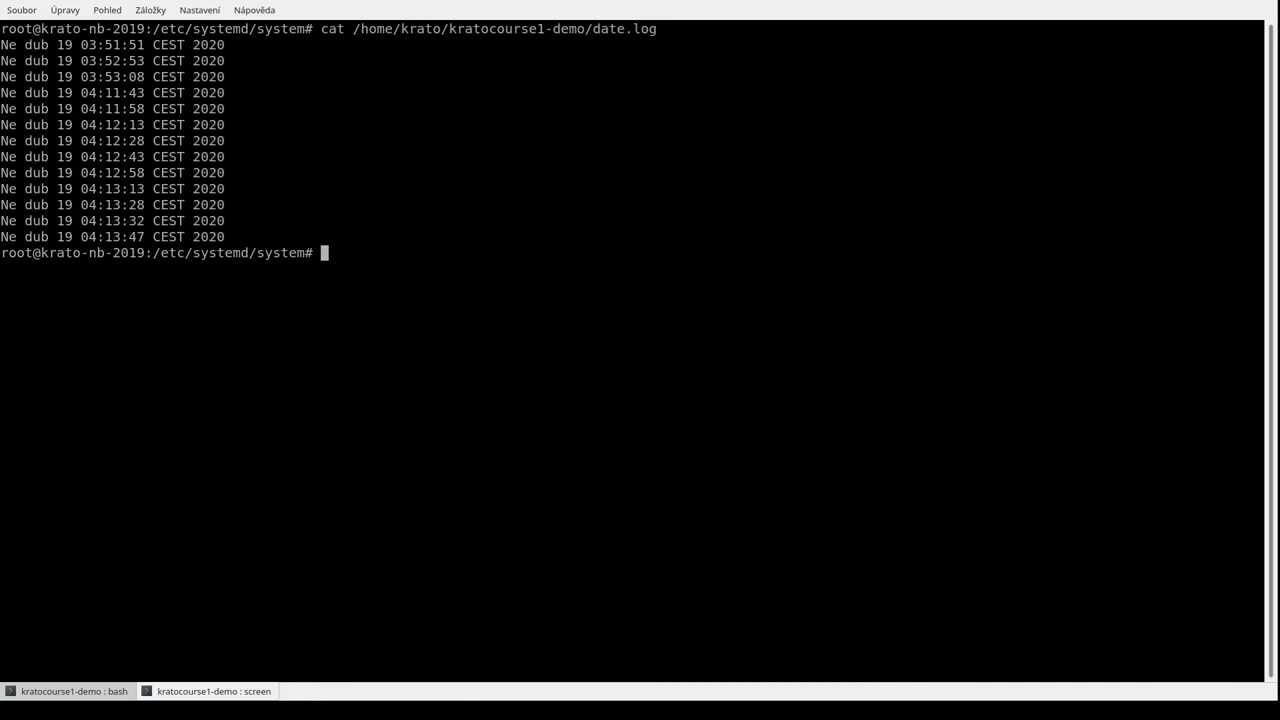 Soubor Úpravy Pohled Záložky Nastavení Nápověda
root@krato-nb-2019:/etc/systemd/system# cat /home/krato/kratocourse1-demo/date.log
Ne dub 19 03:51:51 CEST 2020
Ne dub 19 03:52:53 CEST 2020
Ne dub 19 03:53:08 CEST 2020
Ne dub 19 04:11:43 CEST 2020
Ne dub 19 04:11:58 CEST 2020
Ne dub 19 04:12:13 CEST 2020
Ne dub 19 04:12:28 CEST 2020
Ne dub 19 04:12:43 CEST 2020
Ne dub 19 04:12:58 CEST 2020
Ne dub 19 04:13:13 CEST 2020
Ne dub 19 04:13:28 CEST 2020
Ne dub 19 04:13:32 CEST 2020
Ne dub 19 04:13:47 CEST 2020
root@krato-nb-2019:/etc/systemd/system#
kratocourse1-demo : bash kratocourse1-demo : screen